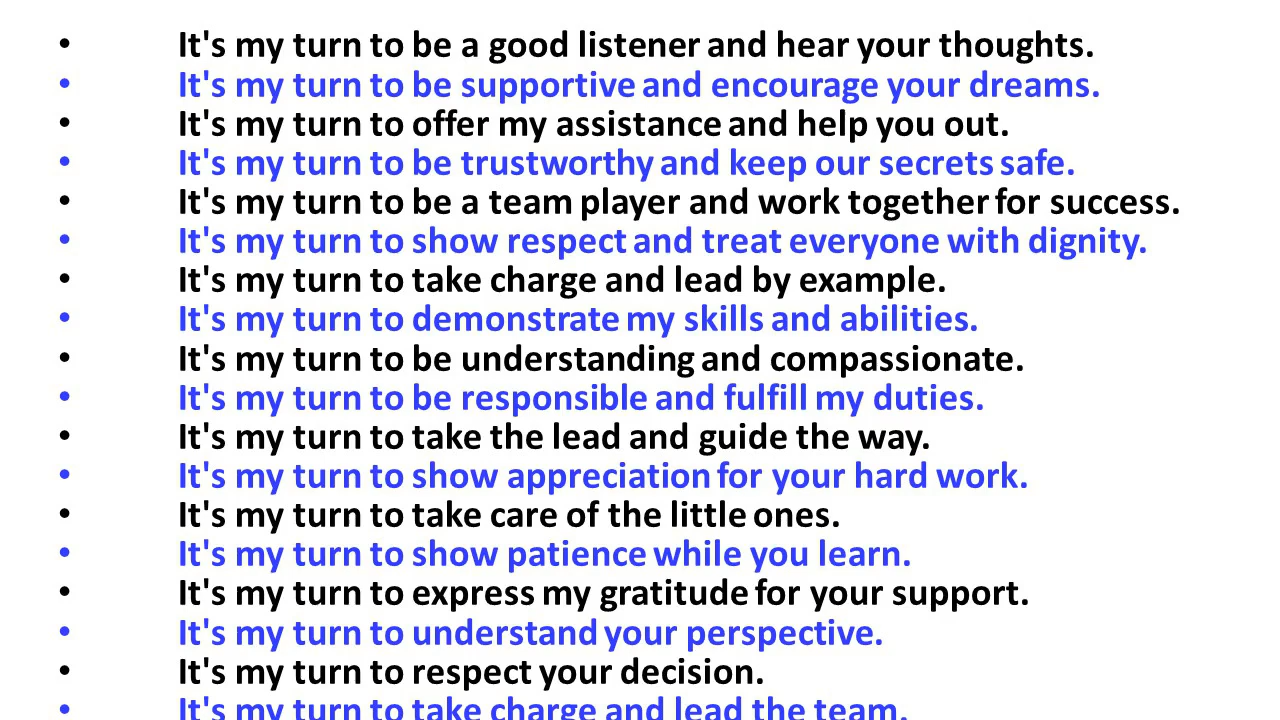 • It's my turn to be a good listener and hear your thoughts.
• It's my turn to be supportive and encourage your dreams.
• It's my turn to offer my assistance and help you out.
• It's my turn to be trustworthy and keep our secrets safe.
• It's my turn to be a team player and work together for success.
• It's my turn to show respect and treat everyone with dignity.
• It's my turn to take charge and lead by example.
• It's my turn to demonstrate my skills and abilities.
• It's my turn to be understanding and compassionate.
• It's my turn to be responsible and fulfill my duties.
• It's my turn to take the lead and guide the way.
• It's my turn to show appreciation for your hard work.
• It's my turn to take care of the little ones.
• It's my turn to show patience while you learn.
• It's my turn to express my gratitude for your support.
• It's my turn to understand your perspective.
• It's my turn to respect your decision.
• It's my turn to take charge and lead the team.